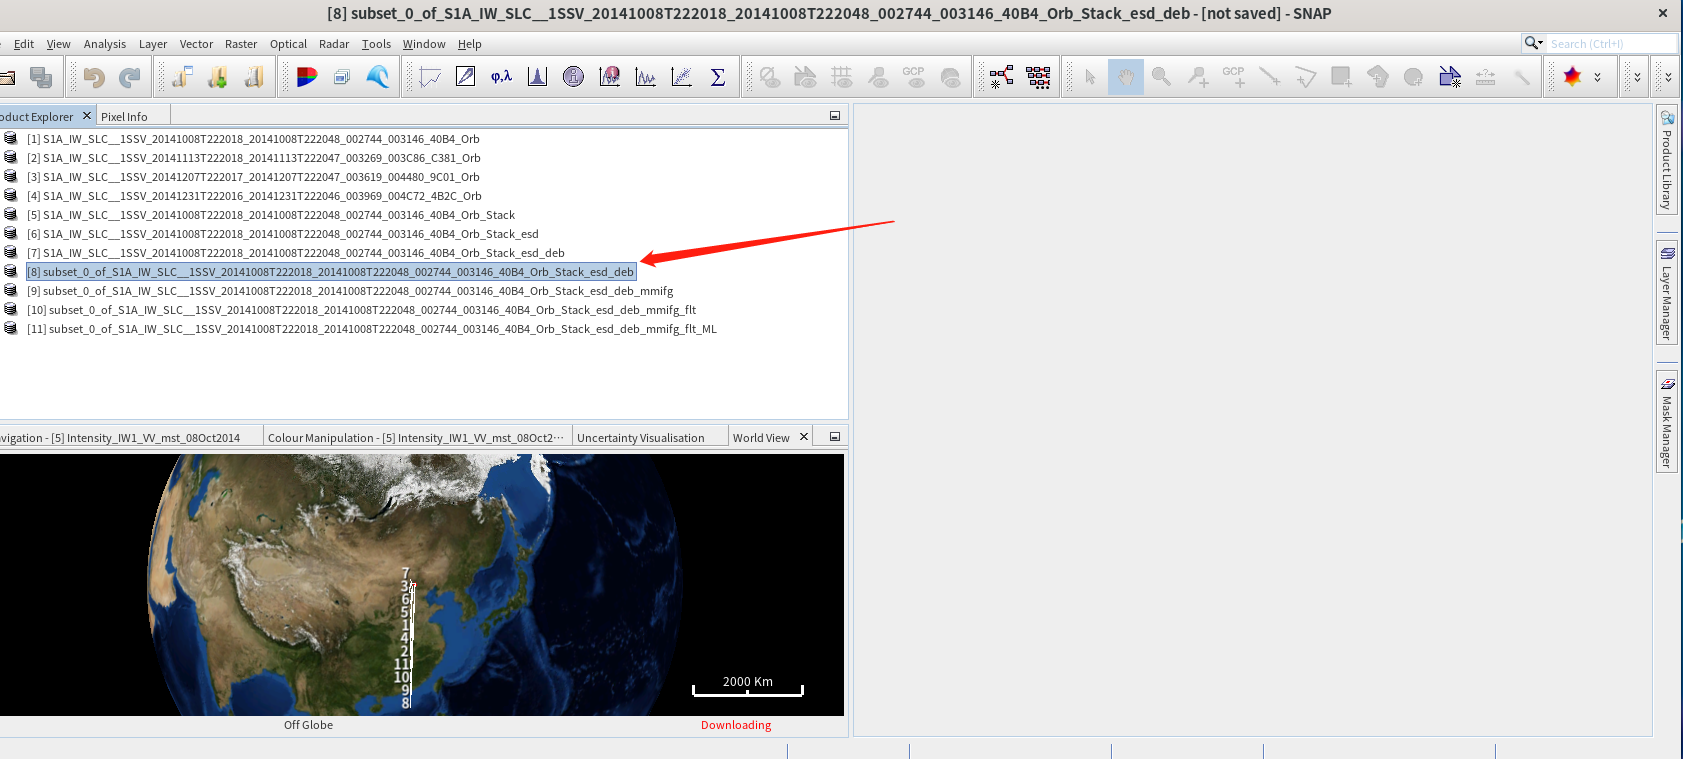 [8] subset_0_of_S1A_IW_SLC__1SSV_20141008T222018_20141008T222048_002744_003146_40B4_Orb_Stack_esd_deb - [not saved] - SNAP
Edit View Analysis Layer Vector Raster Optical Radar Tools Window Help
Search (Ctrl+I)
φ,λ Σ GCP GCP
oduct Explorer Pixel Info
[1] S1A_IW_SLC__1SSV_20141008T222018_20141008T222048_002744_003146_40B4_Orb
[2] S1A_IW_SLC__1SSV_20141113T222018_20141113T222047_003269_003C86_C381_Orb
[3] S1A_IW_SLC__1SSV_20141207T222017_20141207T222047_003619_004480_9C01_Orb
[4] S1A_IW_SLC__1SSV_20141231T222016_20141231T222046_003969_004C72_4B2C_Orb
[5] S1A_IW_SLC__1SSV_20141008T222018_20141008T222048_002744_003146_40B4_Orb_Stack
[6] S1A_IW_SLC__1SSV_20141008T222018_20141008T222048_002744_003146_40B4_Orb_Stack_esd
[7] S1A_IW_SLC__1SSV_20141008T222018_20141008T222048_002744_003146_40B4_Orb_Stack_esd_deb
[8] subset_0_of_S1A_IW_SLC__1SSV_20141008T222018_20141008T222048_002744_003146_40B4_Orb_Stack_esd_deb
[9] subset_0_of_S1A_IW_SLC__1SSV_20141008T222018_20141008T222048_002744_003146_40B4_Orb_Stack_esd_deb_mmifg
[10] subset_0_of_S1A_IW_SLC__1SSV_20141008T222018_20141008T222048_002744_003146_40B4_Orb_Stack_esd_deb_mmifg_flt
[11] subset_0_of_S1A_IW_SLC__1SSV_20141008T222018_20141008T222048_002744_003146_40B4_Orb_Stack_esd_deb_mmifg_flt_ML
avigation - [5] Intensity_IW1_VV_mst_08Oct2014 Colour Manipulation - [5] Intensity_IW1_VV_mst_08Oct2··· Uncertainty Visualisation World View
7
3
6
5
1
4
2
11
10
9
8
2000 Km
Off Globe Downloading
Product Library
Layer Manager
Mask Manager